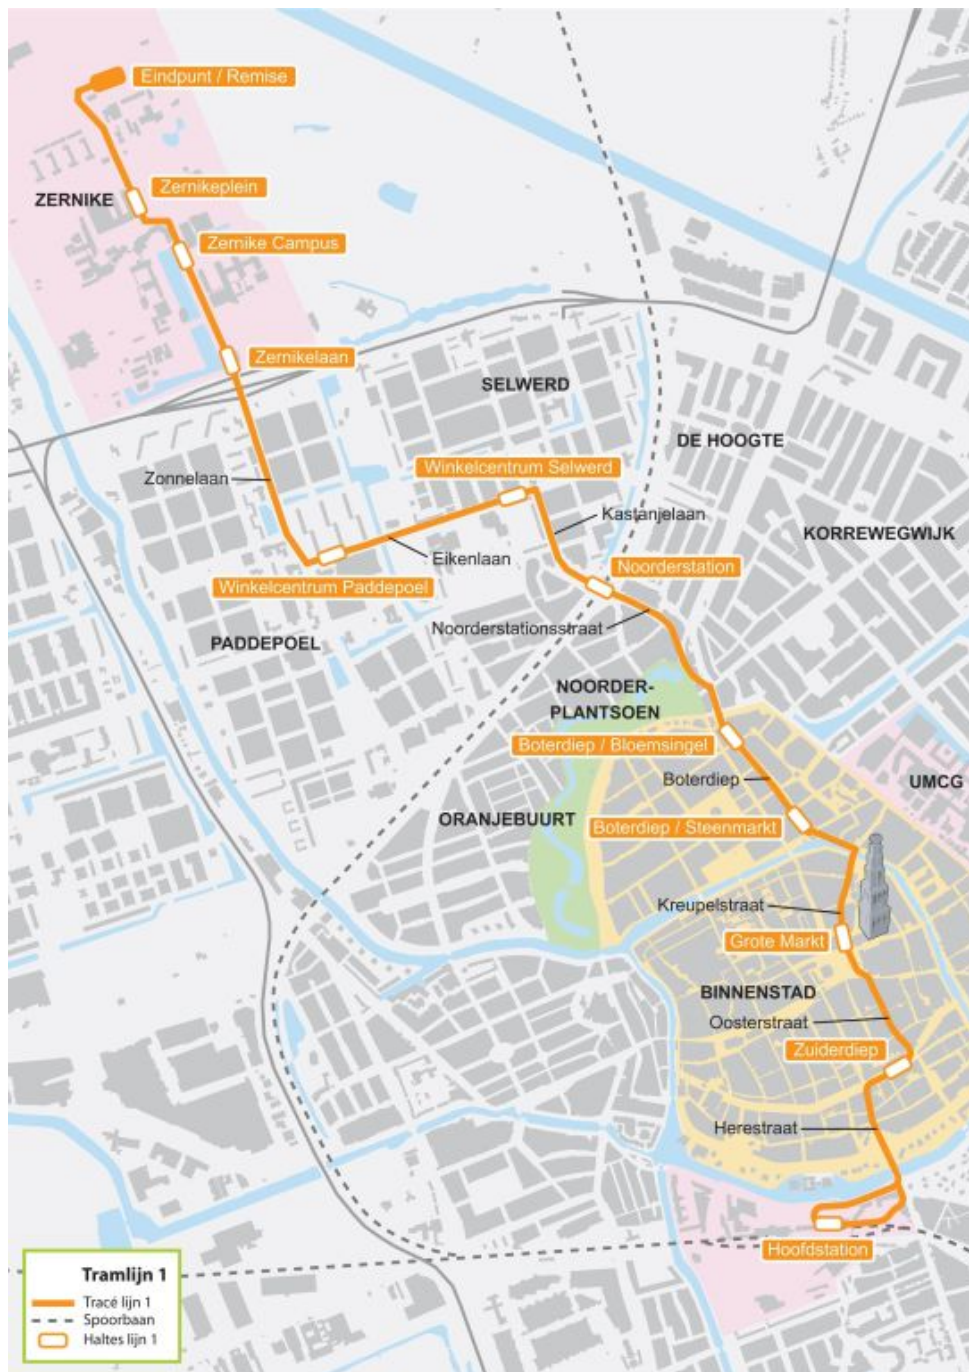 Eindpunt / Remise
Zernikeplein
ZERNIKE
Zernike Campus
Zernikelaan
SELWERD
DE HOOGTE
Winkelcentrum Selwerd
Zonnelaan
Kastanjelaan
KORREWEGWIJK
Eikenlaan
Noorderstation
Winkelcentrum Paddepoel
Noorderstationsstraat
PADDEPOEL
NOORDER-
PLANTSOEN
Boterdiep / Bloemsingel
Boterdiep
UMCG
ORANJEBUURT
Boterdiep / Steenmarkt
Kreupelstraat
Grote Markt
BINNENSTAD
Oosterstraat
Zuiderdiep
Herestraat
Hoofdstation
Tramlijn 1
Tracé lijn 1
Spoorbaan
Haltes lijn 1